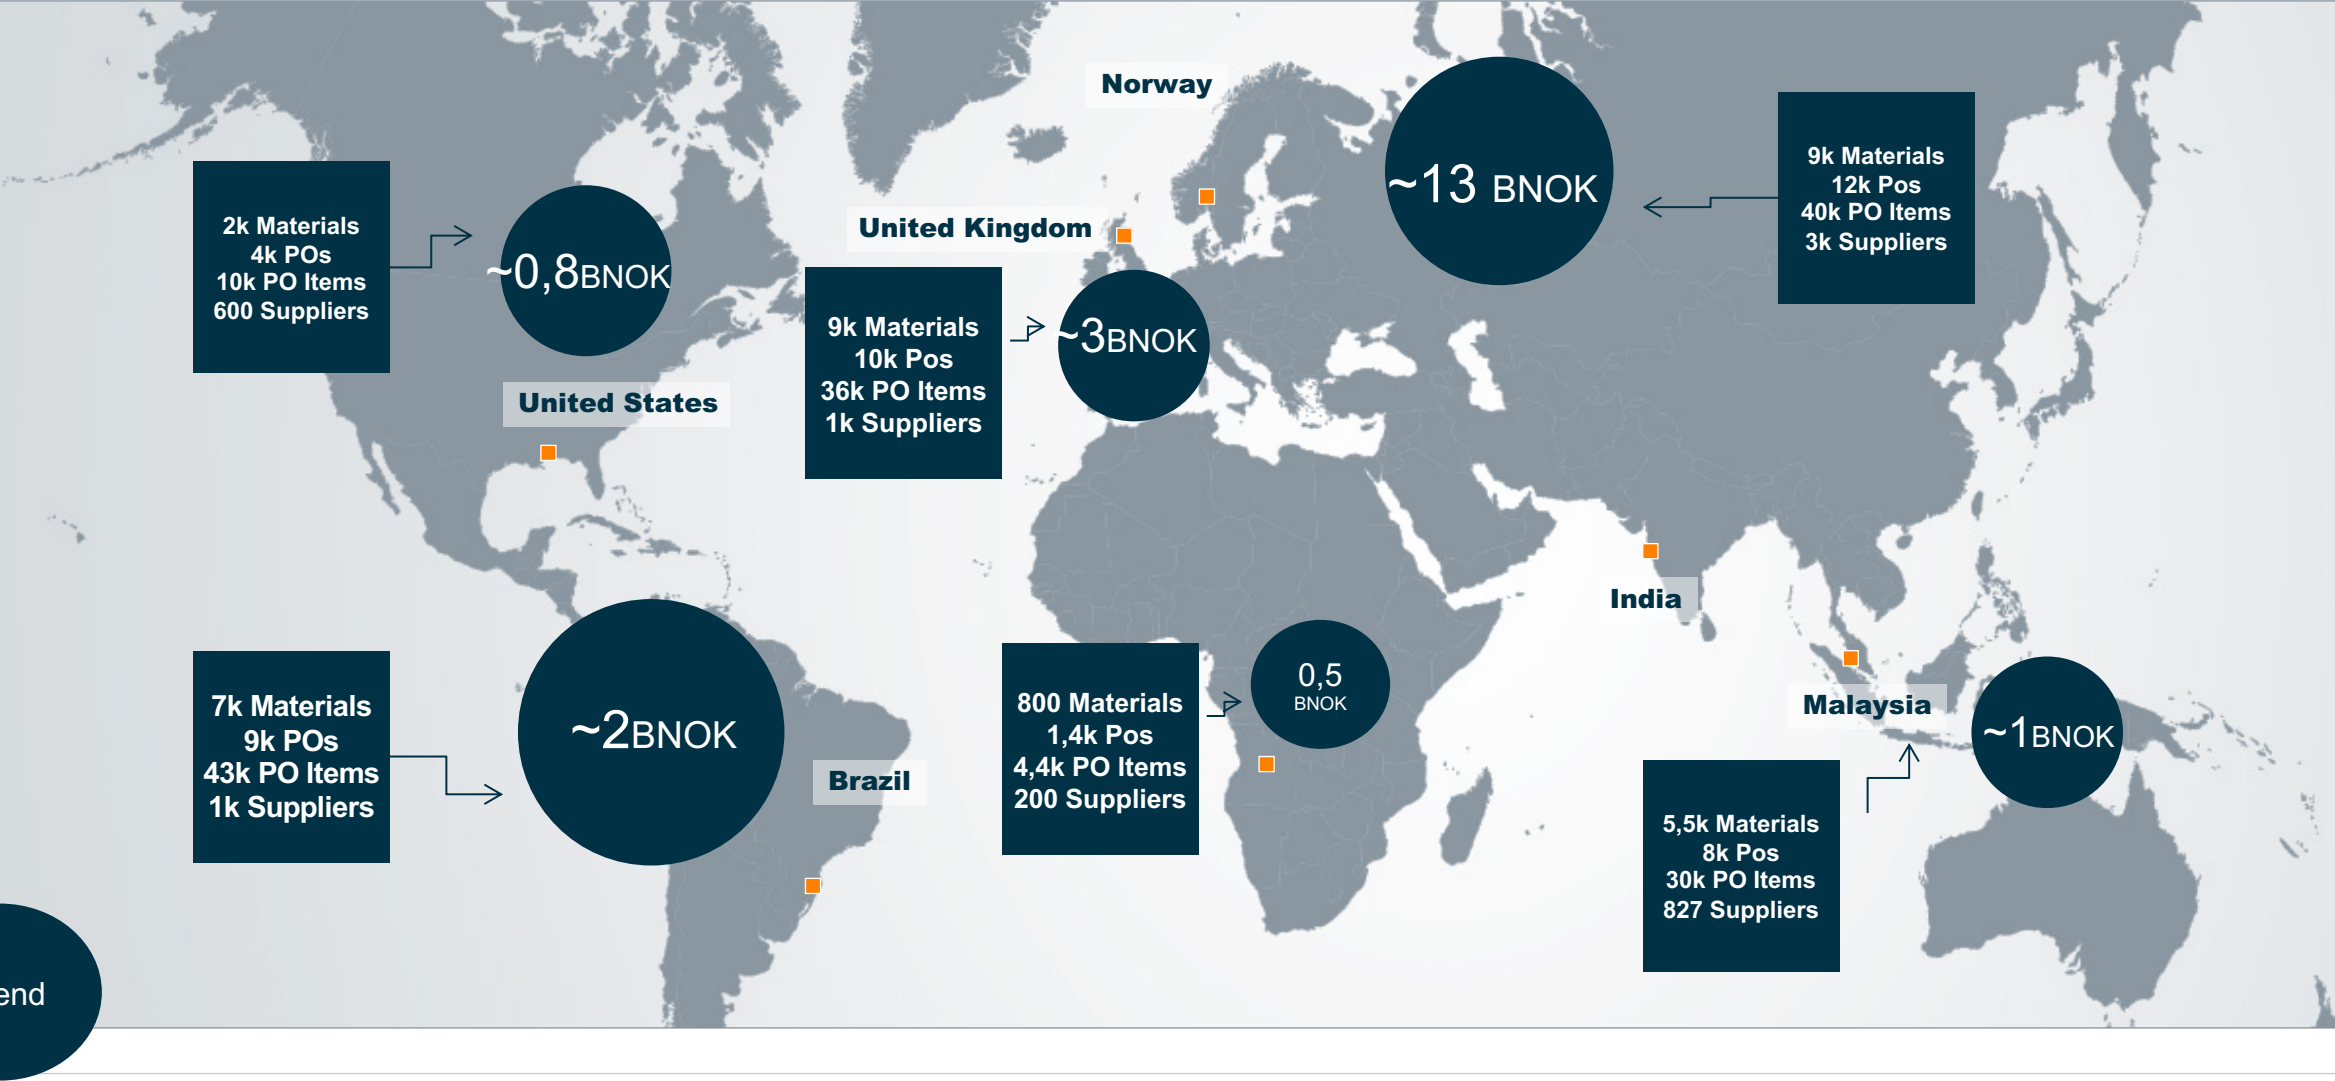 Norway
~13 BNOK
9k Materials
12k Pos
40k PO Items
3k Suppliers
2k Materials
4k POs
10k PO Items
600 Suppliers
~0,8BNOK
United States
United Kingdom
9k Materials
10k Pos
36k PO Items
1k Suppliers
~3BNOK
India
7k Materials
9k POs
43k PO Items
1k Suppliers
~2BNOK
Brazil
800 Materials
1,4k Pos
4,4k PO Items
200 Suppliers
0,5
BNOK
Malaysia
~1BNOK
5,5k Materials
8k Pos
30k PO Items
827 Suppliers